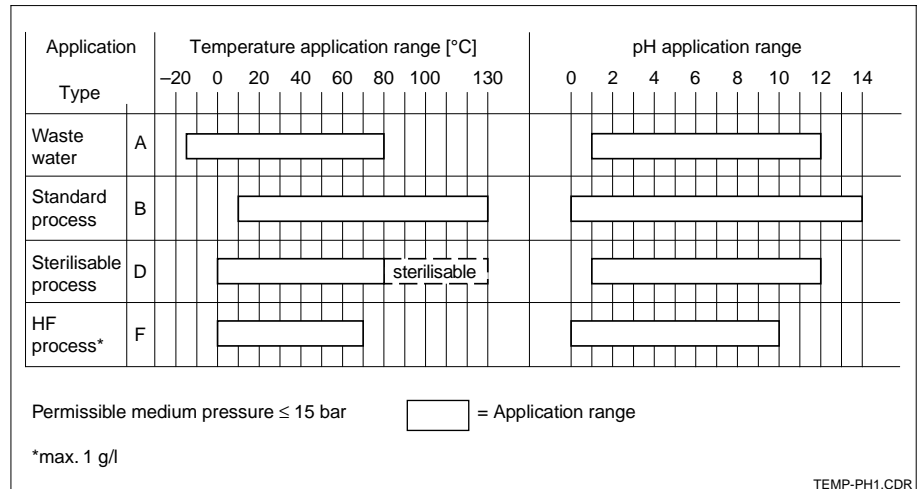 Application Temperature application range [°C] pH application range
–20 0 20 40 60 80 100 130 0 2 4 6 8 10 12 14
Type
Waste
water A
Standard
process B
Sterilisable
process D sterilisable
HF
process* F
Permissible medium pressure ≤ 15 bar = Application range
*max. 1 g/l
TEMP-PH1.CDR